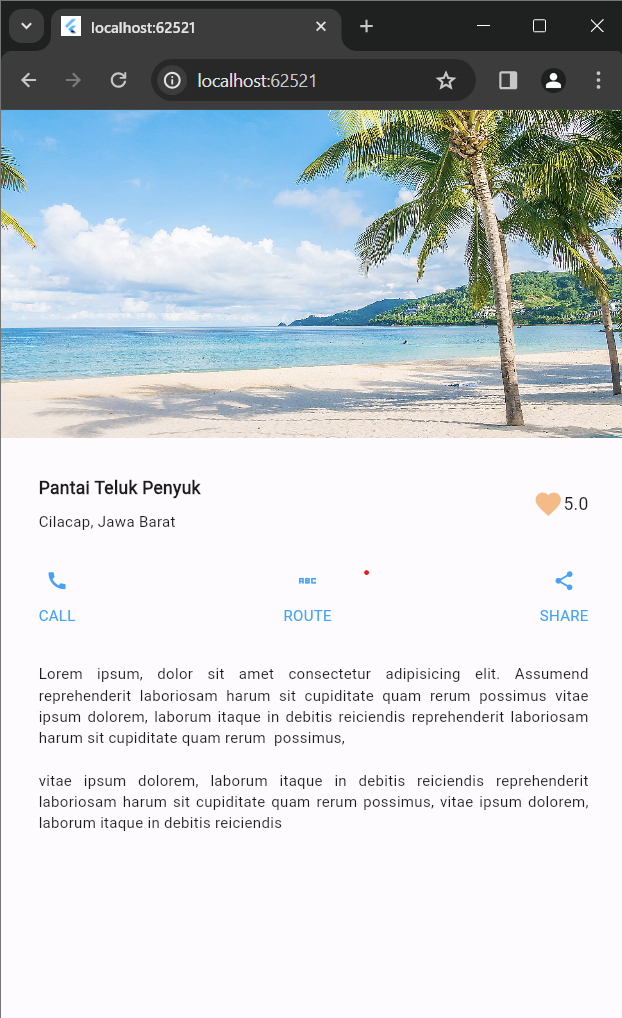 localhost:62521
localhost:62521
Pantai Teluk Penyuk
Cilacap, Jawa Barat
5.0
ABC
CALL
ROUTE
SHARE
Lorem ipsum, dolor sit amet consectetur adipisicing elit. Assumend
reprehenderit laboriosam harum sit cupiditate quam rerum possimus vitae
ipsum dolorem, laborum itaque in debitis reiciendis reprehenderit laboriosam
harum sit cupiditate quam rerum  possimus,
vitae ipsum dolorem, laborum itaque in debitis reiciendis reprehenderit
laboriosam harum sit cupiditate quam rerum possimus, vitae ipsum dolorem,
laborum itaque in debitis reiciendis